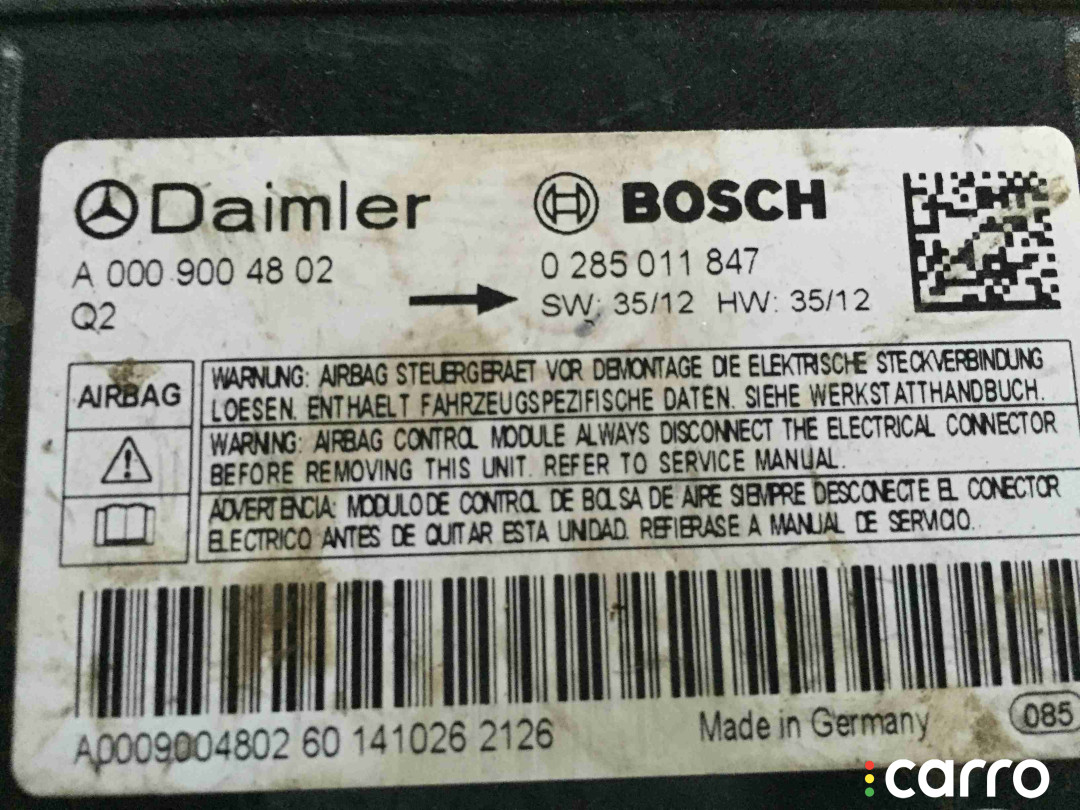 Daimler
BOSCH
A 000 900 48 02
0 285 011 847
Q2
SW: 35/12 HW: 35/12
AIRBAG
WARNUNG: AIRBAG STEUERGERAET VOR DEMONTAGE DIE ELEKTRISCHE STECKVERBINDUNG
LOESEN. ENTHAELT FAHRZEUGSPEZIFISCHE DATEN. SIEHE WERKSTATTHANDBUCH.
WARNING: AIRBAG CONTROL MODULE ALWAYS DISCONNECT THE ELECTRICAL CONNECTOR
BEFORE REMOVING THIS UNIT. REFER TO SERVICE MANUAL.
ADVERTENCIA: MODULO DE CONTROL DE BOLSA DE AIRE SIEMPRE DESCONECTE EL CONECTOR
ELECTRICO ANTES DE QUITAR ESTA UNIDAD. REFIERASE A MANUAL DE SERVICIO.
A0009004802 60 141026 2126
Made in Germany
085
carro